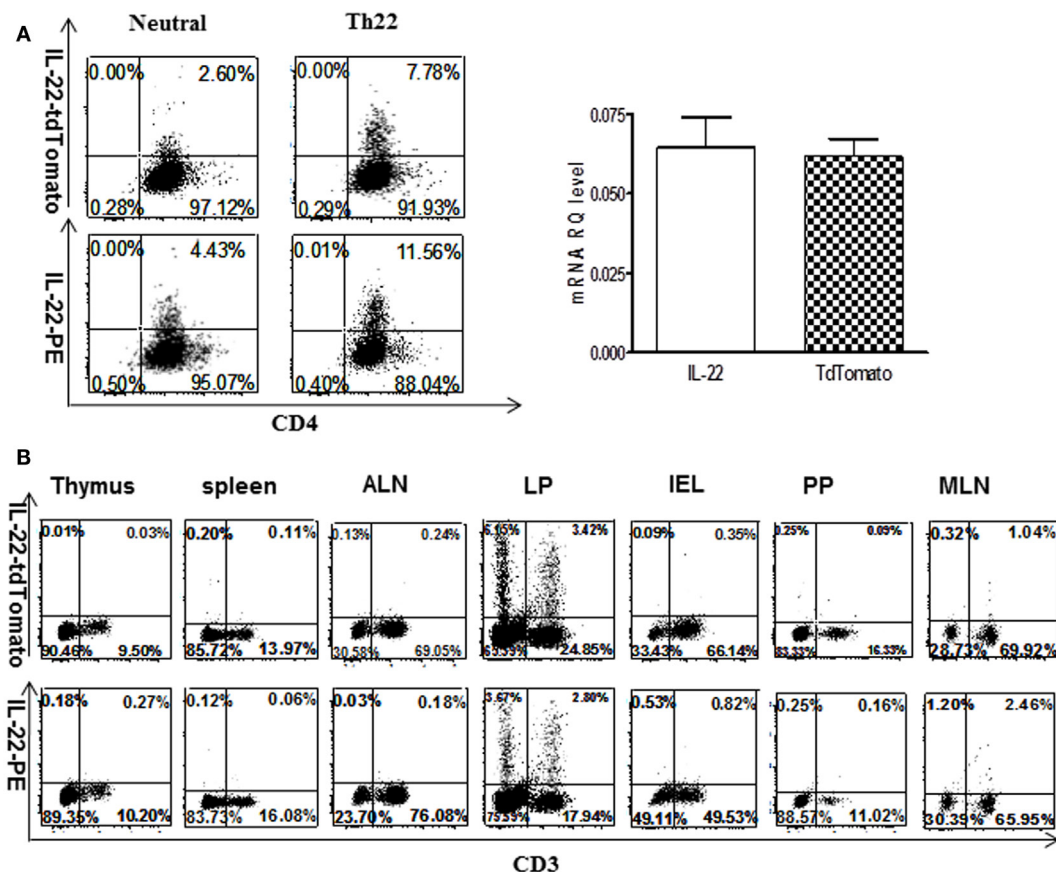 A
Neutral Th22
IL-22-tdTomato
0.00% 2.60% 0.00% 7.78%
0.28% 97.12% 0.29% 91.93%
IL-22-PE
0.00% 4.43% 0.01% 11.56%
0.50% 95.07% 0.40% 88.04%
CD4
mRNA RQ level
0.075
0.050
0.025
0.000
IL-22 TdTomato
B
Thymus spleen ALN LP IEL PP MLN
IL-22-tdTomato
0.01% 0.03% 0.20% 0.11% 0.13% 0.24% 3.42% 0.09% 0.35% 0.25% 0.09% 0.32% 1.04%
90.46% 9.50% 85.72% 13.97% 30.58% 69.05% 24.85% 33.43% 66.14% 83.33% 16.33% 28.73% 69.92%
IL-22-PE
0.18% 0.27% 0.12% 0.06% 0.03% 0.18% 3.67% 2.80% 0.53% 0.82% 0.25% 0.16% 1.20% 2.46%
89.35% 10.20% 83.73% 16.08% 23.70% 76.08% 17.94% 49.11% 49.53% 88.57% 11.02% 30.39% 65.95%
CD3